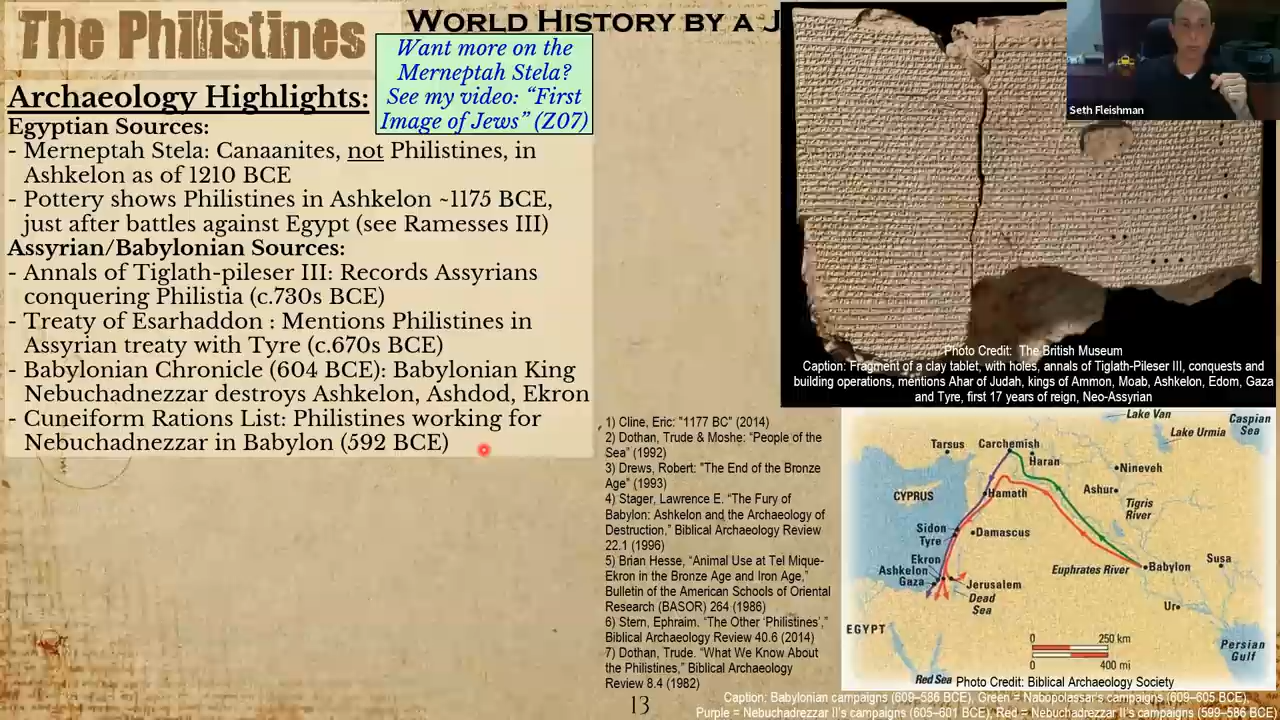 The Philistines
WORLD HISTORY BY A J
Want more on the
Merneptah Stela?
See my video: “First
Image of Jews” (Z07)
Archaeology Highlights:
Egyptian Sources:
- Merneptah Stela: Canaanites, not Philistines, in
Ashkelon as of 1210 BCE
- Pottery shows Philistines in Ashkelon ~1175 BCE,
just after battles against Egypt (see Ramesses III)
Assyrian/Babylonian Sources:
- Annals of Tiglath-pileser III: Records Assyrians
conquering Philistia (c.730s BCE)
- Treaty of Esarhaddon : Mentions Philistines in
Assyrian treaty with Tyre (c.670s BCE)
- Babylonian Chronicle (604 BCE): Babylonian King
Nebuchadnezzar destroys Ashkelon, Ashdod, Ekron
- Cuneiform Rations List: Philistines working for
Nebuchadnezzar in Babylon (592 BCE)
Seth Fleishman
Photo Credit: The British Museum
Caption: Fragment of a clay tablet, with holes, annals of Tiglath-Pileser III, conquests and
building operations, mentions Ahar of Judah, kings of Ammon, Moab, Ashkelon, Edom, Gaza
and Tyre, first 17 years of reign, Neo-Assyrian
1) Cline, Eric: "1177 BC" (2014)
2) Dothan, Trude & Moshe: “People of the
Sea” (1992)
3) Drews, Robert: "The End of the Bronze
Age" (1993)
4) Stager, Lawrence E. “The Fury of
Babylon: Ashkelon and the Archaeology of
Destruction,” Biblical Archaeology Review
22.1 (1996)
5) Brian Hesse, “Animal Use at Tel Mique-
Ekron in the Bronze Age and Iron Age,”
Bulletin of the American Schools of Oriental
Research (BASOR) 264 (1986)
6) Stern, Ephraim. “The Other ‘Philistines’,”
Biblical Archaeology Review 40.6 (2014)
7) Dothan, Trude. “What We Know About
the Philistines,” Biblical Archaeology
Review 8.4 (1982)
13
Lake Van
Caspian
Sea
Lake Urmia
Tarsus
Carchemish
Haran
Nineveh
CYPRUS
Hamath
Ashur
Tigris
River
Sidon
Tyre
Damascus
Ekron
Ashkelon
Gaza
Jerusalem
Dead
Sea
Euphrates River
Babylon
Susa
Ur
EGYPT
0 250 km
0 400 mi
Persian
Gulf
Red Sea
Photo Credit: Biblical Archaeology Society
Caption: Babylonian campaigns (609–586 BCE), Green = Nabopolassar's campaigns (609–605 BCE),
Purple = Nebuchadrezzar II's campaigns (605–601 BCE), Red = Nebuchadrezzar II's campaigns (599–586 BCE)